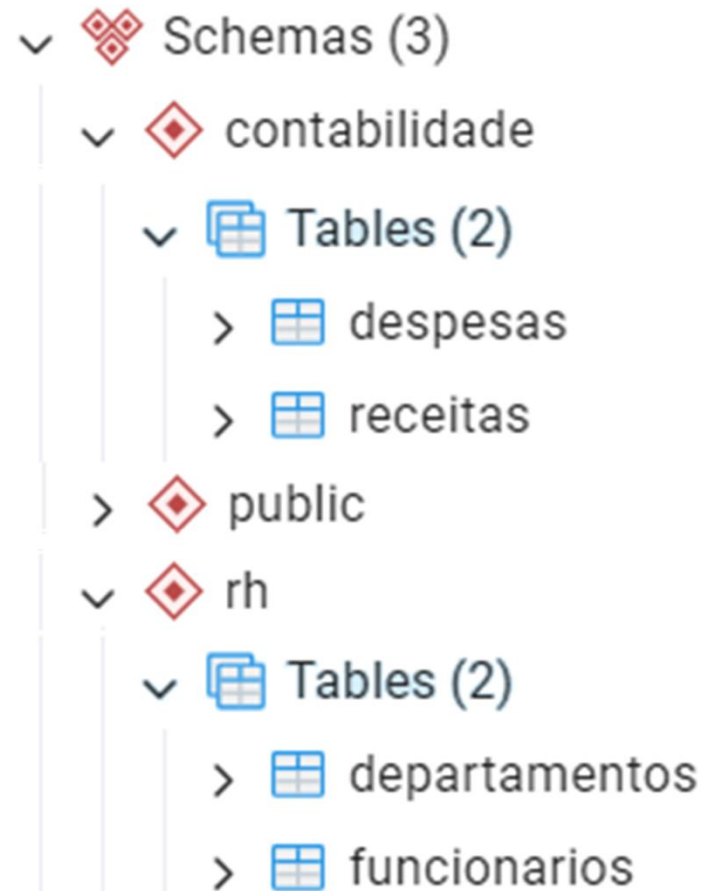 Schemas (3)
contabilidade
Tables (2)
despesas
receitas
public
rh
Tables (2)
departamentos
funcionarios